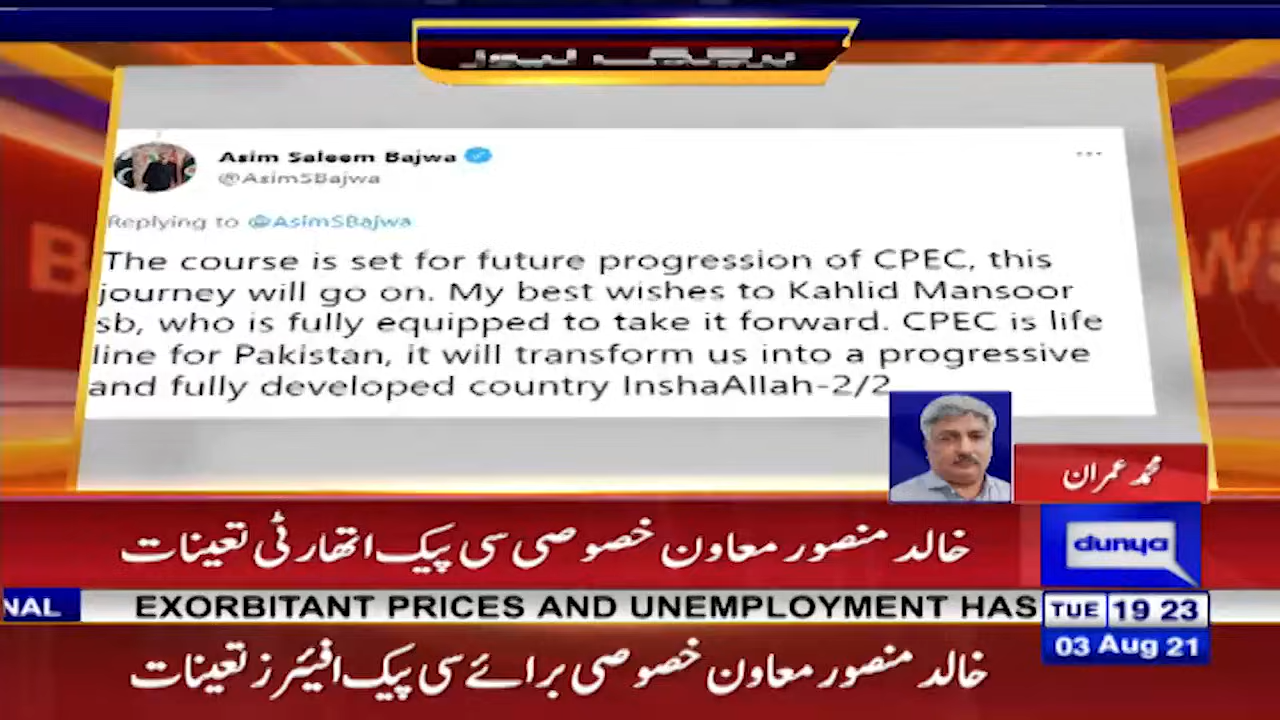 بریکنگ نیوز
Asim Saleem Bajwa
@AsimSBajwa
Replying to @AsimSBajwa
The course is set for future progression of CPEC, this
journey will go on. My best wishes to Kahlid Mansoor
sb, who is fully equipped to take it forward. CPEC is life
line for Pakistan, it will transform us into a progressive
and fully developed country InshaAllah-2/2
محمد عمران
خالد منصور معاون خصوصی سی پیک اتھارٹی تعینات
dunya
NAL EXORBITANT PRICES AND UNEMPLOYMENT HAS
TUE 19 23
03 Aug 21
خالد منصور معاون خصوصی برائے سی پیک افیئرز تعینات